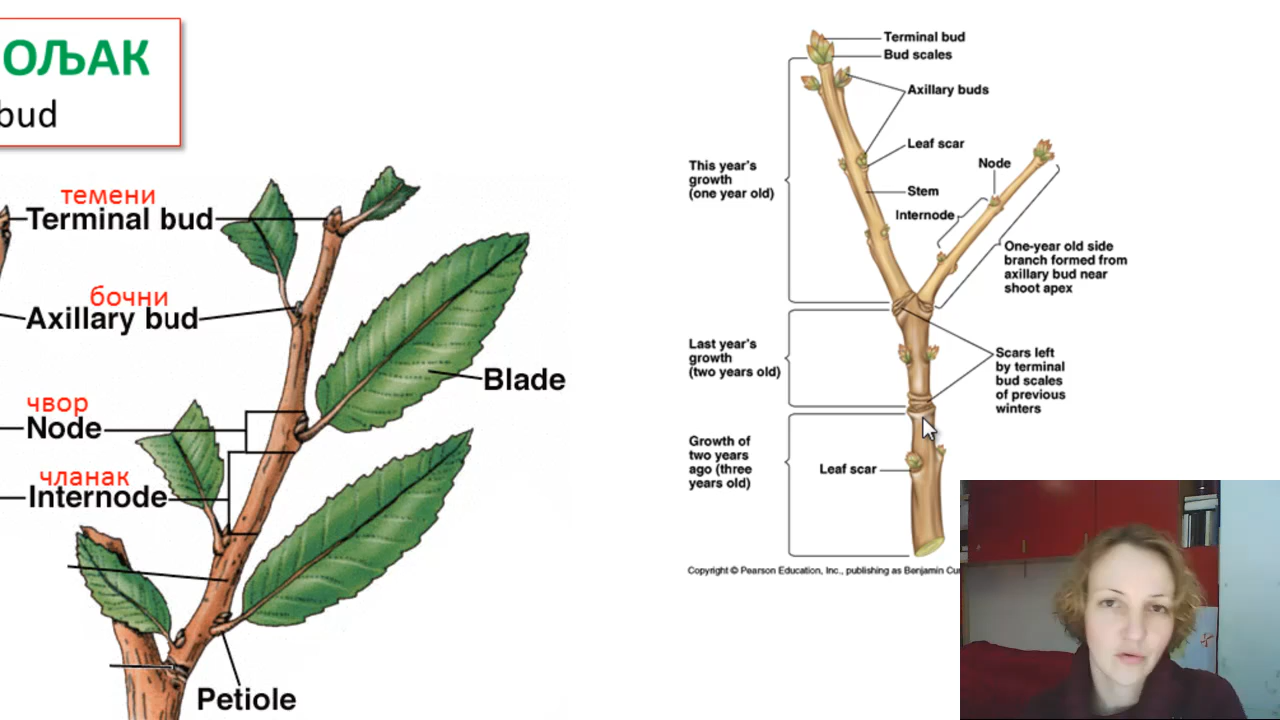 ОЉАК
bud
темени
Terminal bud
бочни
Axillary bud
Blade
чвор
Node
чланак
Internode
Petiole
Terminal bud
Bud scales
Axillary buds
Leaf scar
This year's
growth
(one year old)
Node
Stem
Internode
One-year old side
branch formed from
axillary bud near
shoot apex
Last year's
growth
(two years old)
Scars left
by terminal
bud scales
of previous
winters
Growth of
two years
ago (three
years old)
Leaf scar
Copyright © Pearson Education, Inc., publishing as Benjamin